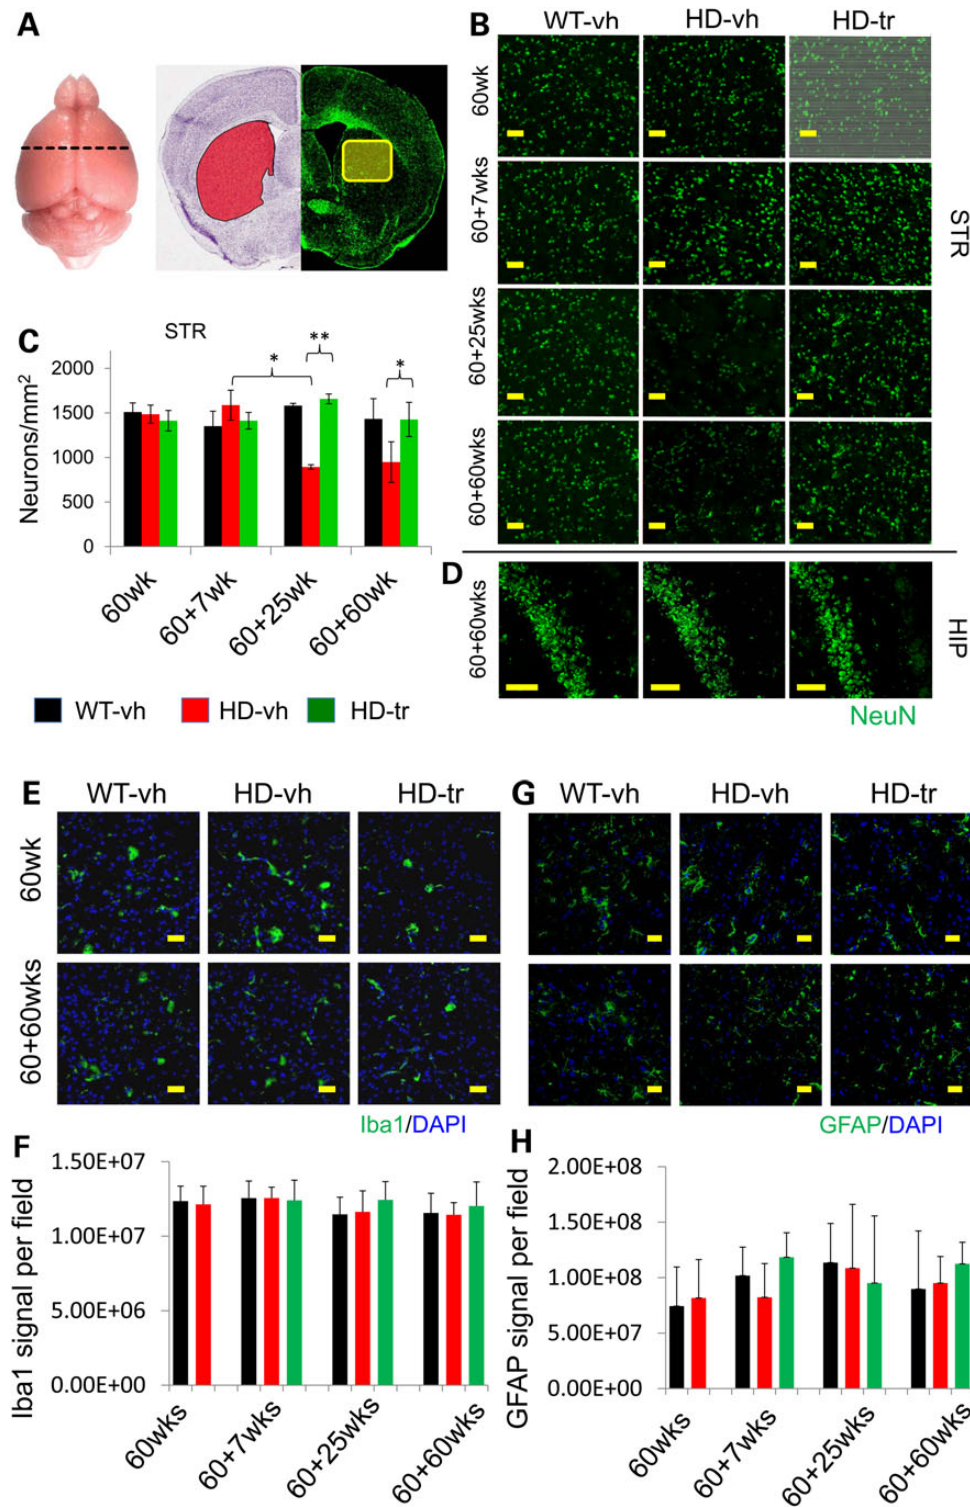 A
B
WT-vh HD-vh HD-tr
60wk
60+7wks
60+25wks
60+60wks
STR
C
STR
Neurons/mm²
2000
1500
1000
500
0
* ** *
60wk 60+7wk 60+25wk 60+60wk
WT-vh HD-vh HD-tr
D
60+60wks
HIP
NeuN
E
WT-vh HD-vh HD-tr
60wk
60+60wks
Iba1/DAPI
G
WT-vh HD-vh HD-tr
GFAP/DAPI
F
Iba1 signal per field
1.50E+07
1.00E+07
5.00E+06
0.00E+00
60wks 60+7wks 60+25wks 60+60wks
H
GFAP signal per field
2.00E+08
1.50E+08
1.00E+08
5.00E+07
0.00E+00
60wks 60+7wks 60+25wks 60+60wks